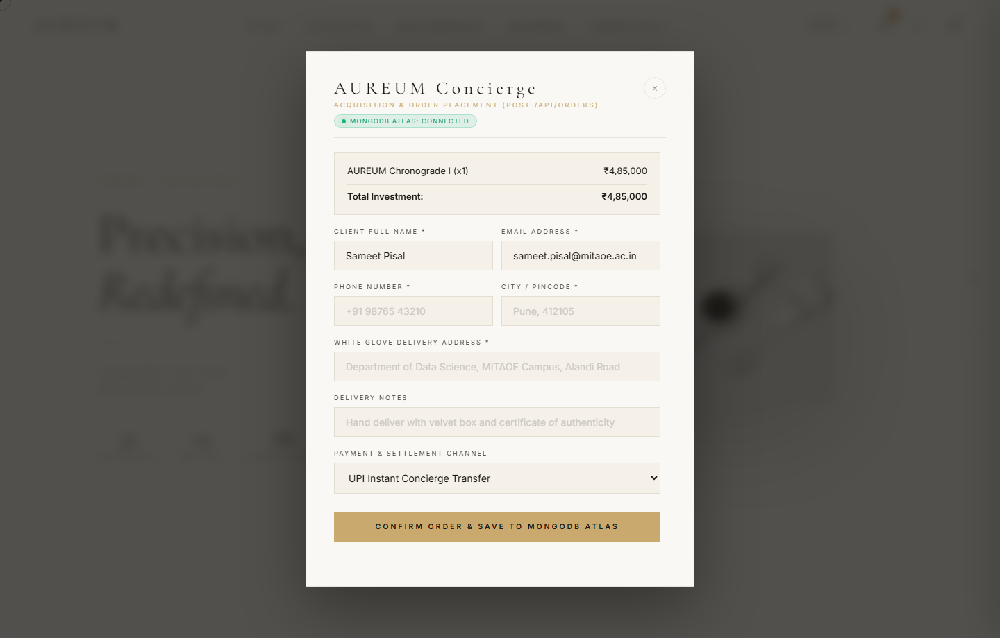 AUREUM Concierge
x
ACQUISITION & ORDER PLACEMENT (POST /API/ORDERS)
MONGODB ATLAS: CONNECTED
AUREUM Chronograde I (x1) ₹4,85,000
Total Investment: ₹4,85,000
CLIENT FULL NAME * EMAIL ADDRESS *
Sameet Pisal sameet.pisal@mitaoe.ac.in
PHONE NUMBER * CITY / PINCODE *
+91 98765 43210 Pune, 412105
WHITE GLOVE DELIVERY ADDRESS *
Department of Data Science, MITAOE Campus, Alandi Road
DELIVERY NOTES
Hand deliver with velvet box and certificate of authenticity
PAYMENT & SETTLEMENT CHANNEL
UPI Instant Concierge Transfer
CONFIRM ORDER & SAVE TO MONGODB ATLAS
Precision,
Redefined.